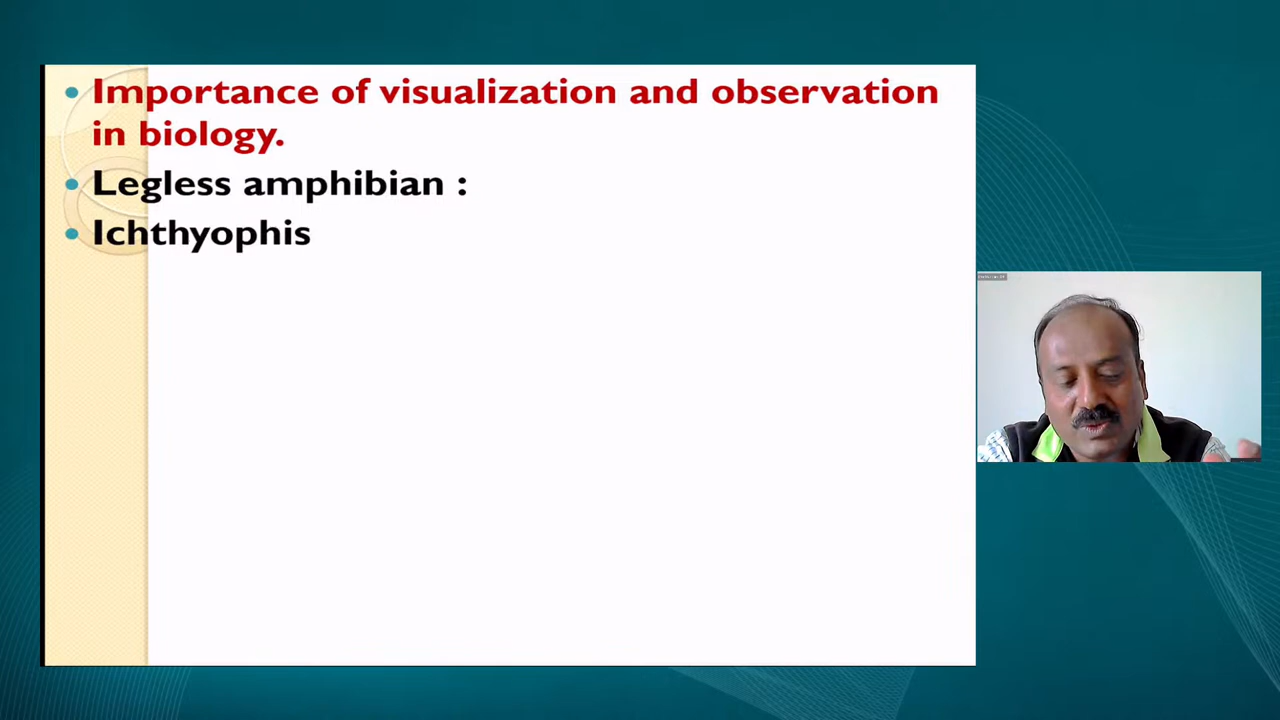 Importance of visualization and observation
in biology.
Legless amphibian :
Ichthyophis